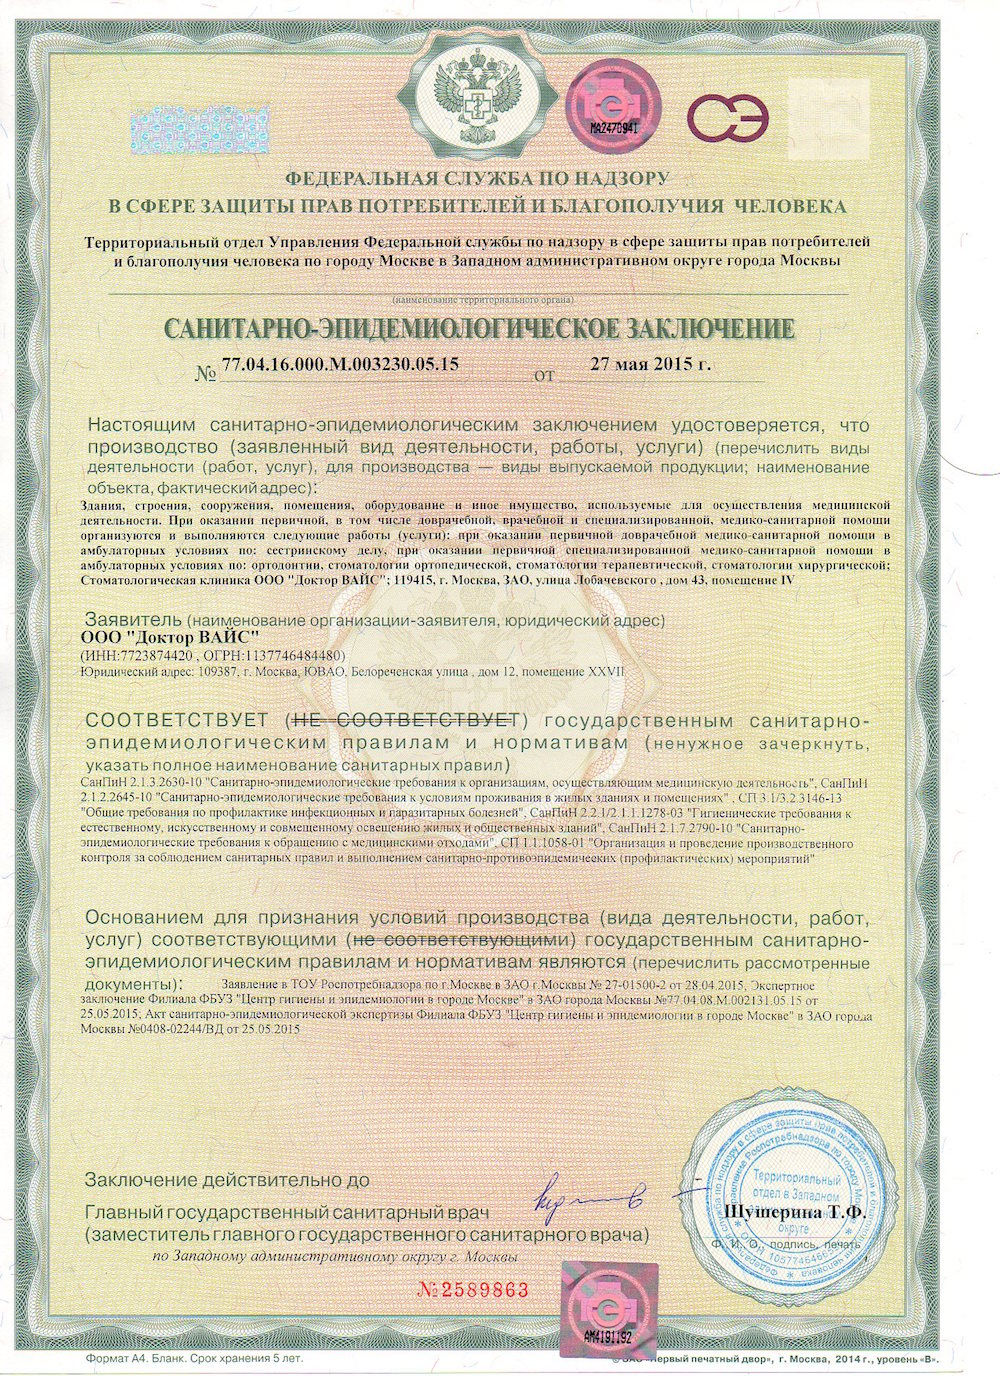 МА2470941
СЭ
ФЕДЕРАЛЬНАЯ СЛУЖБА ПО НАДЗОРУ
В СФЕРЕ ЗАЩИТЫ ПРАВ ПОТРЕБИТЕЛЕЙ И БЛАГОПОЛУЧИЯ ЧЕЛОВЕКА
Территориальный отдел Управления Федеральной службы по надзору в сфере защиты прав потребителей
и благополучия человека по городу Москве в Западном административном округе города Москвы
(наименование территориального органа)
САНИТАРНО-ЭПИДЕМИОЛОГИЧЕСКОЕ ЗАКЛЮЧЕНИЕ
№ 77.04.16.000.М.003230.05.15 от 27 мая 2015 г.
Настоящим санитарно-эпидемиологическим заключением удостоверяется, что
производство (заявленный вид деятельности, работы, услуги) (перечислить виды
деятельности (работ, услуг), для производства — виды выпускаемой продукции; наименование
объекта, фактический адрес):
Здания, строения, сооружения, помещения, оборудование и иное имущество, используемые для осуществления медицинской
деятельности. При оказании первичной, в том числе доврачебной, врачебной и специализированной, медико-санитарной помощи
организуются и выполняются следующие работы (услуги): при оказании первичной доврачебной медико-санитарной помощи в
амбулаторных условиях по: сестринскому делу, при оказании первичной специализированной медико-санитарной помощи в
амбулаторных условиях по: ортодонтии, стоматологии ортопедической, стоматологии терапевтической, стоматологии хирургической;
Стоматологическая клиника ООО "Доктор ВАЙС"; 119415, г. Москва, ЗАО, улица Лобачевского , дом 43, помещение IV
Заявитель (наименование организации-заявителя, юридический адрес)
ООО "Доктор ВАЙС"
(ИНН:7723874420 , ОГРН:1137746484480)
Юридический адрес: 109387, г. Москва, ЮВАО, Белореченская улица , дом 12, помещение XXVII
СООТВЕТСТВУЕТ (НЕ СООТВЕТСТВУЕТ) государственным санитарно-
эпидемиологическим правилам и нормативам (ненужное зачеркнуть,
указать полное наименование санитарных правил)
СанПиН 2.1.3.2630-10 "Санитарно-эпидемиологические требования к организациям, осуществляющим медицинскую деятельность", СанПиН
2.1.2.2645-10 "Санитарно-эпидемиологические требования к условиям проживания в жилых зданиях и помещениях" , СП 3.1/3.2.3146-13
"Общие требования по профилактике инфекционных и паразитарных болезней", СанПиН 2.2.1/2.1.1.1278-03 "Гигиенические требования к
естественному, искусственному и совмещенному освещению жилых и общественных зданий", СанПиН 2.1.7.2790-10 "Санитарно-
эпидемиологические требования к обращению с медицинскими отходами", СП 1.1.1058-01 "Организация и проведение производственного
контроля за соблюдением санитарных правил и выполнением санитарно-противоэпидемичееких (профилактических) мероприятий"
Основанием для признания условий производства (вида деятельности, работ,
услуг) соответствующими (не соответствующими) государственным санитарно-
эпидемиологическим правилам и нормативам являются (перечислить рассмотренные
документы): Заявление в ТОУ Роспотребнадзора по г.Москве в ЗАО г.Москвы № 27-01500-2 от 28.04.2015, Экспертное
заключение Филиала ФБУЗ "Центр гигиены и эпидемиологии в городе Москве" в ЗАО города Москвы №77.04.08.М.002131.05.15 от
25.05.2015, Акт санитарно-эпидемиологической экспертизы Филиала ФБУЗ "Центр гигиены и эпидемиологии в городе Москве" в ЗАО города
Москвы №0408-02244/ВД от 25.05.2015
Заключение действительно до
Главный государственный санитарный врач
(заместитель главного государственного санитарного врача)
по Западному административному округу г. Москвы
Территориальный
отдел в Западном
округе
Шушерина Т.Ф.
Ф. И. О., подпись, печать
№2589863
АМ4191192
Формат А4. Бланк. Срок хранения 5 лет.
© ЗАО «Первый печатный двор», г. Москва, 2014 г., уровень «В».